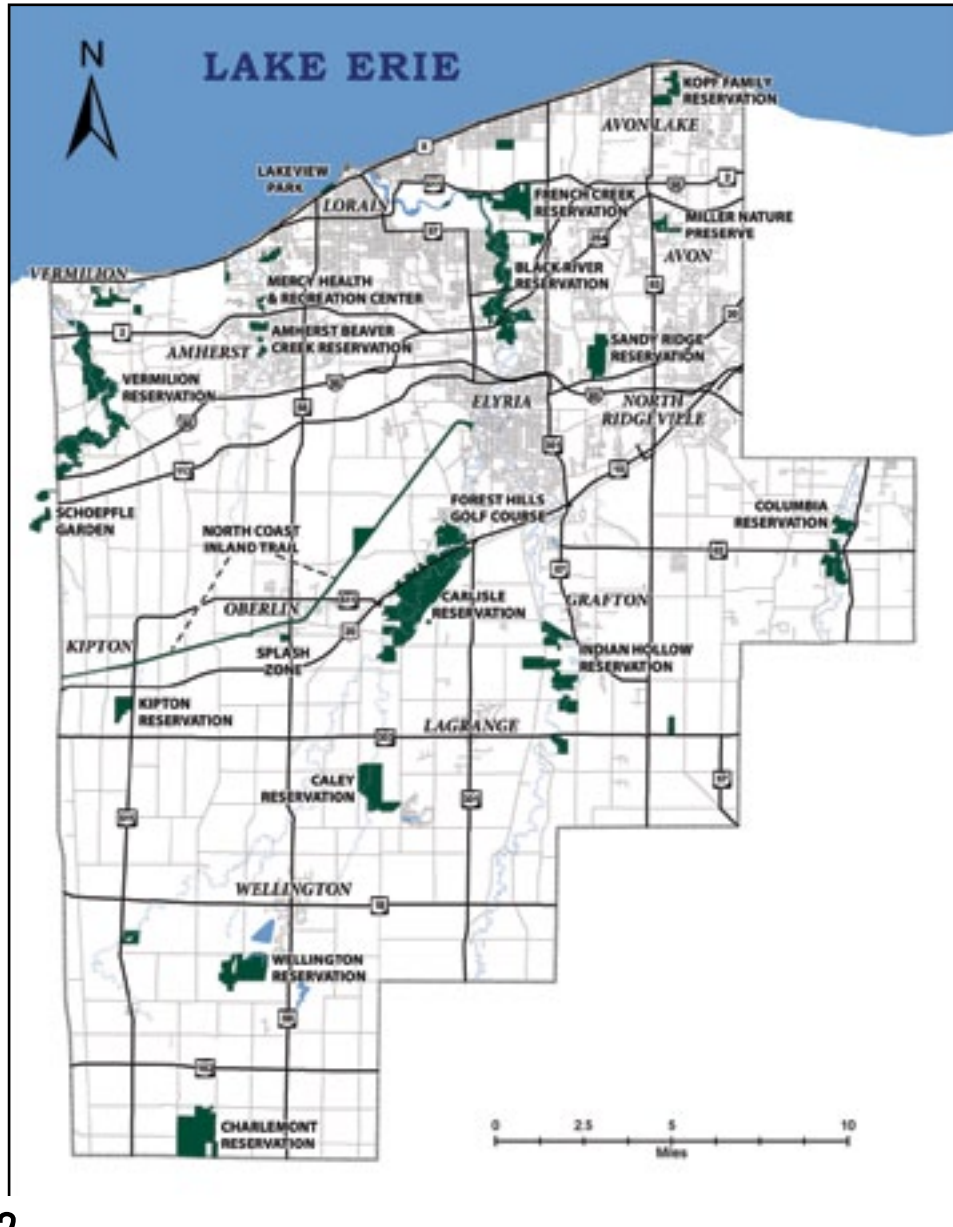 N
LAKE ERIE
KOPF FAMILY
RESERVATION
AVON LAKE
LAKEVIEW
PARK
LORAIN
FRENCH CREEK
RESERVATION
MILLER NATURE
PRESERVE
AVON
VERMILION
MERCY HEALTH
& RECREATION CENTER
BLACK RIVER
RESERVATION
AMHERST BEAVER
CREEK RESERVATION
AMHERST
SANDY RIDGE
RESERVATION
VERMILION
RESERVATION
ELYRIA
NORTH
RIDGEVILLE
SCHOEPFLE
GARDEN
FOREST HILLS
GOLF COURSE
COLUMBIA
RESERVATION
NORTH COAST
INLAND TRAIL
OBERLIN
CARLISLE
RESERVATION
GRAFTON
KIPTON
SPLASH
ZONE
INDIAN HOLLOW
RESERVATION
KIPTON
RESERVATION
LAGRANGE
CALEY
RESERVATION
WELLINGTON
WELLINGTON
RESERVATION
CHARLEMONT
RESERVATION
0 2.5 5 10
Miles